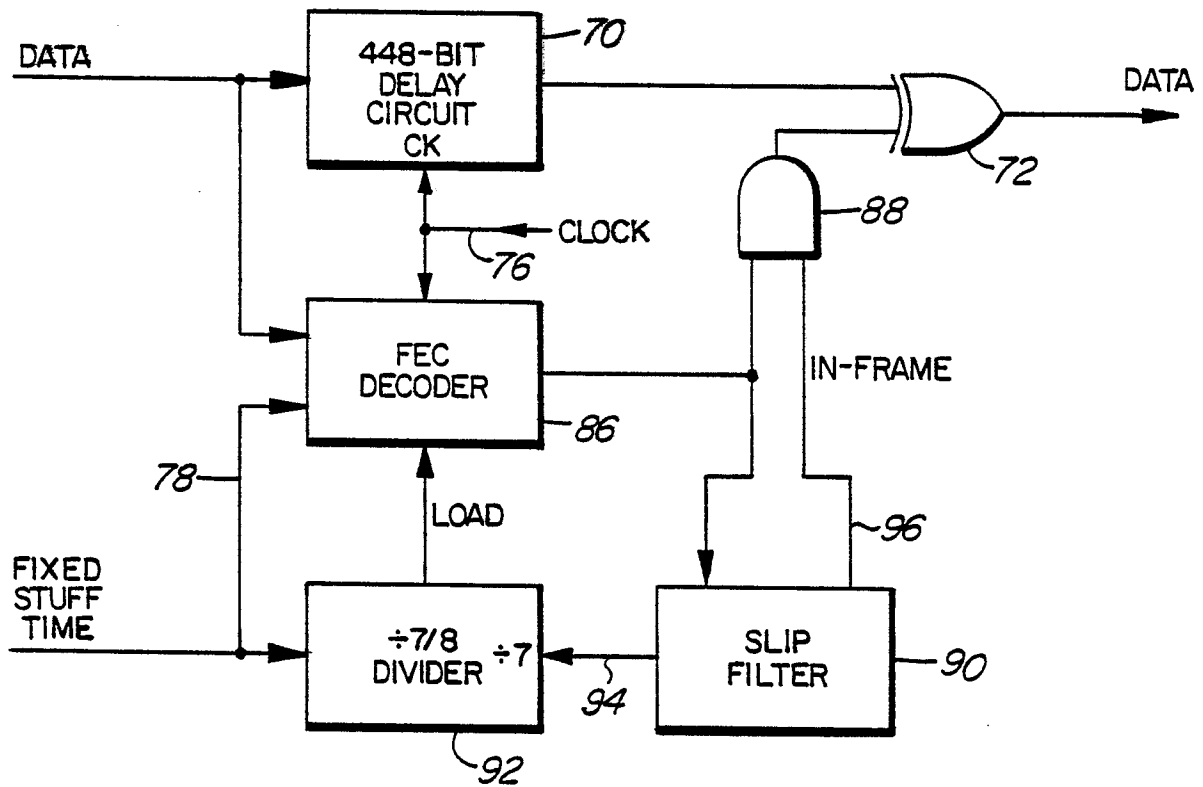 DATA
448-BIT
DELAY
CIRCUIT
CK
70
DATA
72
88
CLOCK
76
FEC
DECODER
86
IN-FRAME
78
LOAD
96
FIXED
STUFF
TIME
÷7/8 ÷7
DIVIDER
92
94
SLIP
FILTER
90